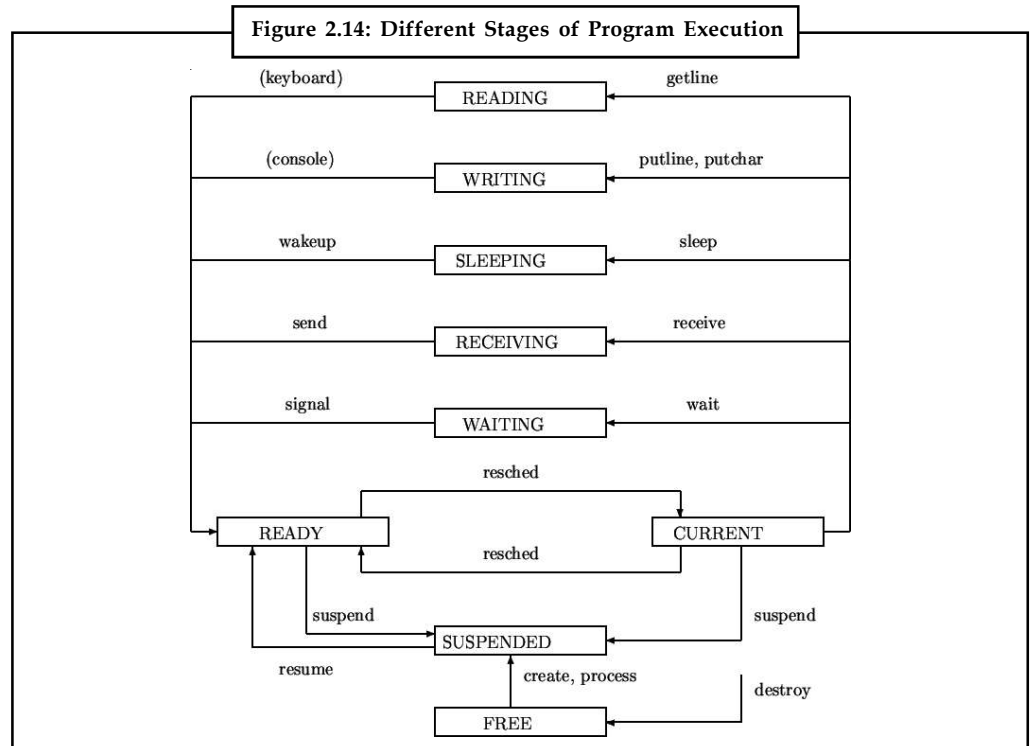 Figure 2.14: Different Stages of Program Execution
(keyboard)
READING
getline
(console)
WRITING
putline, putchar
wakeup
SLEEPING
sleep
send
RECEIVING
receive
signal
WAITING
wait
resched
READY
CURRENT
resched
suspend
suspend
SUSPENDED
resume
create, process
destroy
FREE